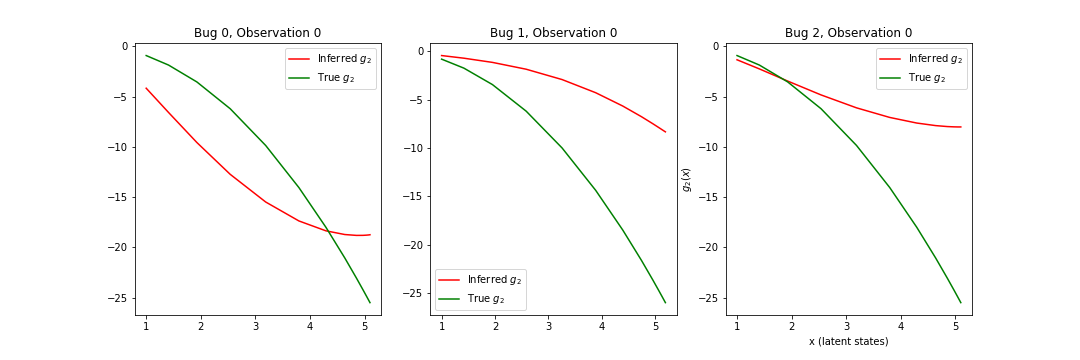 Bug 0, Observation 0
Inferred g₂
True g₂
0
−5
−10
−15
−20
−25
1 2 3 4 5
Bug 1, Observation 0
Inferred g₂
True g₂
0
−5
−10
−15
−20
−25
1 2 3 4 5
Bug 2, Observation 0
Inferred g₂
True g₂
g₂(x)
0
−5
−10
−15
−20
−25
1 2 3 4 5
x (latent states)